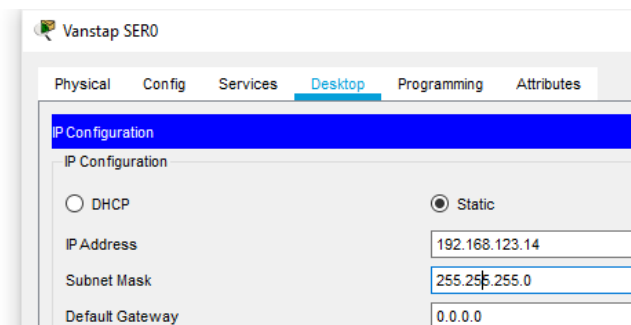 Vanstap SER0
Physical Config Services Desktop Programming Attributes
IP Configuration
IP Configuration
DHCP Static
IP Address 192.168.123.14
Subnet Mask 255.255.255.0
Default Gateway 0.0.0.0